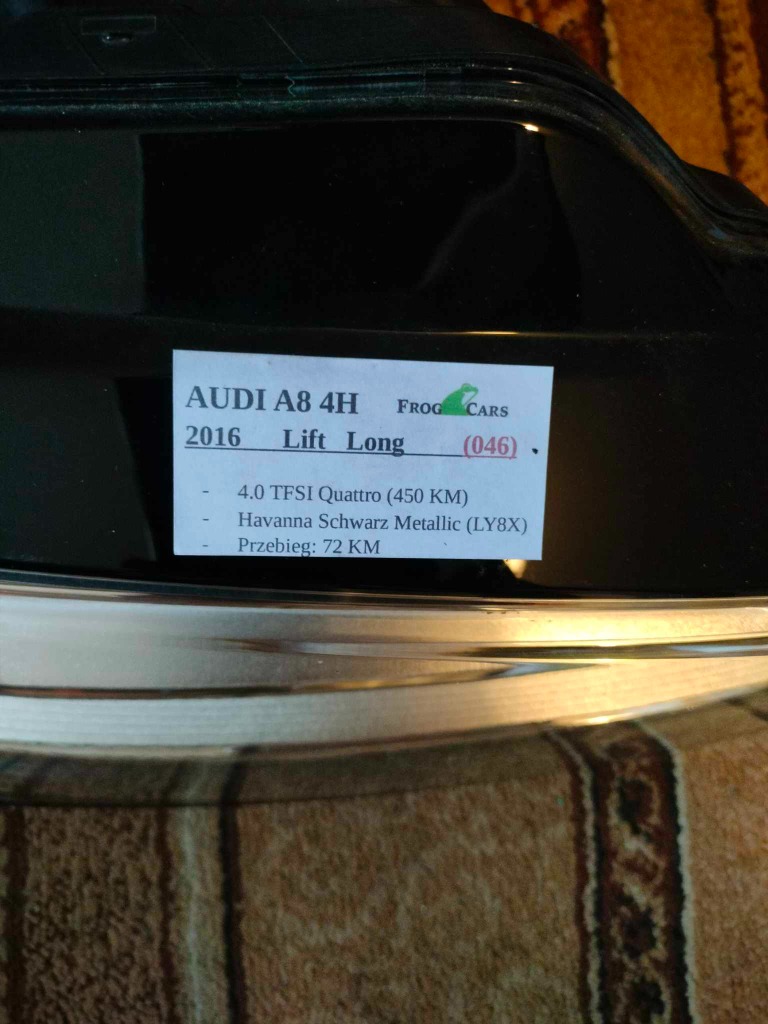 AUDI A8 4H FROG CARS
2016 Lift Long (046)
- 4.0 TFSI Quattro (450 KM)
- Havanna Schwarz Metallic (LY8X)
- Przebieg: 72 KM